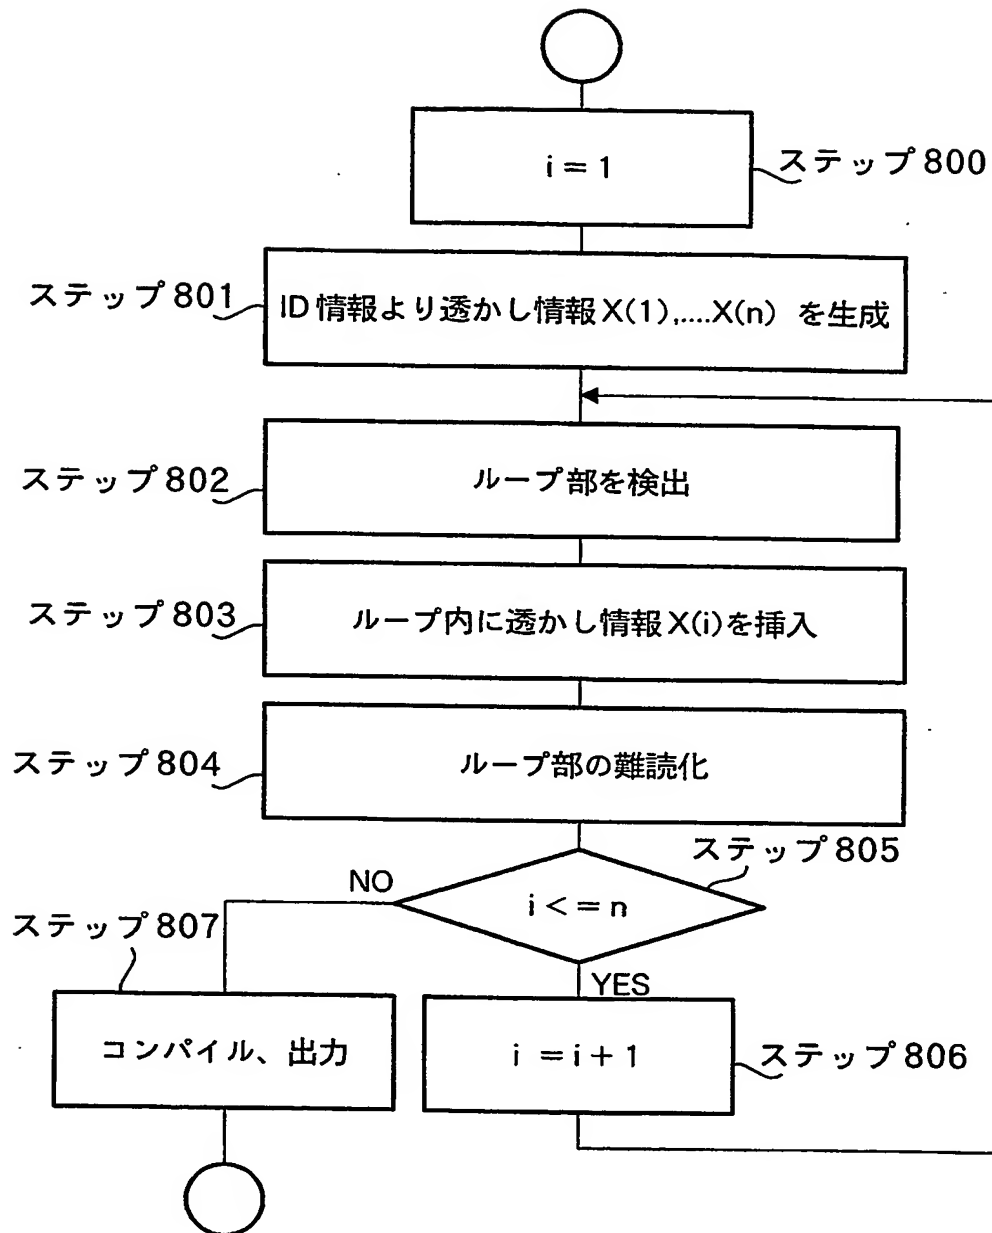 i = 1
ステップ800
ステップ801
ID情報より透かし情報X(1),....X(n) を生成
ステップ802
ループ部を検出
ステップ803
ループ内に透かし情報X(i)を挿入
ステップ804
ループ部の難読化
ステップ805
NO
i <= n
ステップ807
YES
コンパイル、出力
i = i + 1
ステップ806